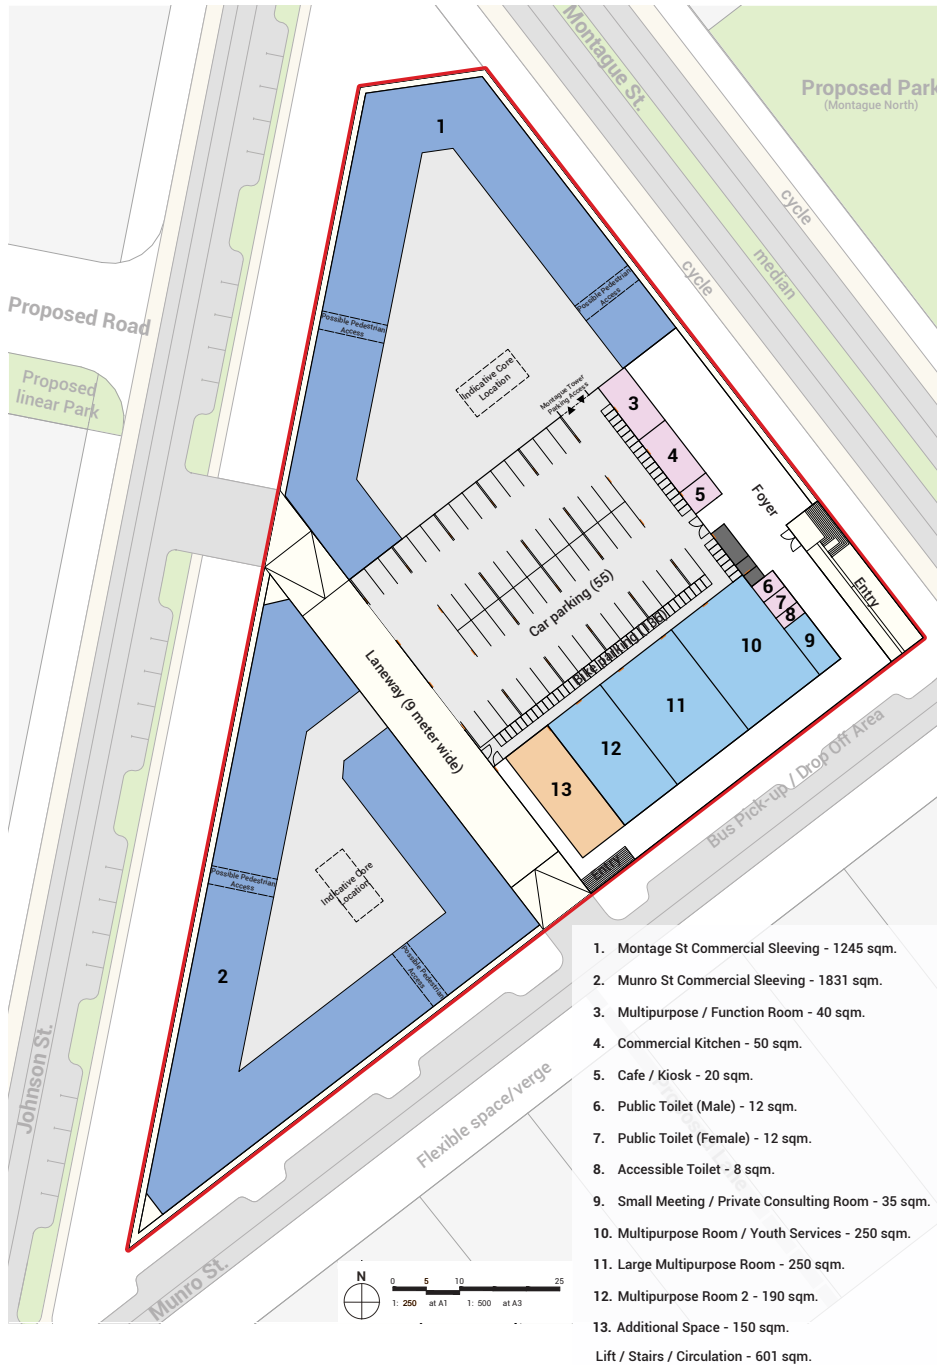 Montague St.
Proposed Park
(Montague North)
cycle
median
cycle
1
Possible Pedestrian
Access
Possible Pedestrian
Access
Proposed Road
Proposed
linear Park
Indicative Core
Location
Montague Tower
Parking Access
3
4
5
Foyer
Entry
6
7
8
9
10
11
12
13
Car parking (55)
Bike parking (136)
Laneway (9 meter wide)
Possible Pedestrian
Access
Indicative Core
Location
Possible Pedestrian
Access
2
Entry
Bus Pick-up / Drop Off Area
Flexible space/verge
Johnson St.
Munro St.
1. Montage St Commercial Sleeving - 1245 sqm.
2. Munro St Commercial Sleeving - 1831 sqm.
3. Multipurpose / Function Room - 40 sqm.
4. Commercial Kitchen - 50 sqm.
5. Cafe / Kiosk - 20 sqm.
6. Public Toilet (Male) - 12 sqm.
7. Public Toilet (Female) - 12 sqm.
8. Accessible Toilet - 8 sqm.
9. Small Meeting / Private Consulting Room - 35 sqm.
10. Multipurpose Room / Youth Services - 250 sqm.
11. Large Multipurpose Room - 250 sqm.
12. Multipurpose Room 2 - 190 sqm.
13. Additional Space - 150 sqm.
Lift / Stairs / Circulation - 601 sqm.
N
0 5 10 25
1: 250 at A1 1: 500 at A3